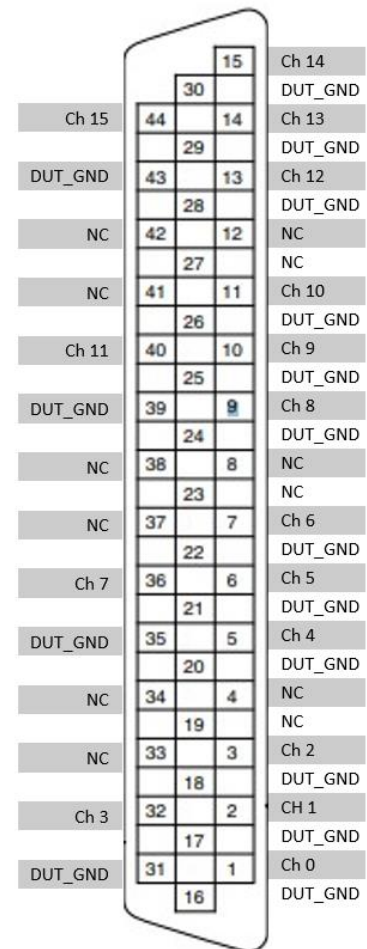 15 Ch 14
30 DUT_GND
Ch 15 44 14 Ch 13
29 DUT_GND
DUT_GND 43 13 Ch 12
28 DUT_GND
NC 42 12 NC
27 NC
NC 41 11 Ch 10
26 DUT_GND
Ch 11 40 10 Ch 9
25 DUT_GND
DUT_GND 39 9 Ch 8
24 DUT_GND
NC 38 8 NC
23 NC
NC 37 7 Ch 6
22 DUT_GND
Ch 7 36 6 Ch 5
21 DUT_GND
DUT_GND 35 5 Ch 4
20 DUT_GND
NC 34 4 NC
19 NC
NC 33 3 Ch 2
18 DUT_GND
Ch 3 32 2 CH 1
17 DUT_GND
DUT_GND 31 1 Ch 0
16 DUT_GND